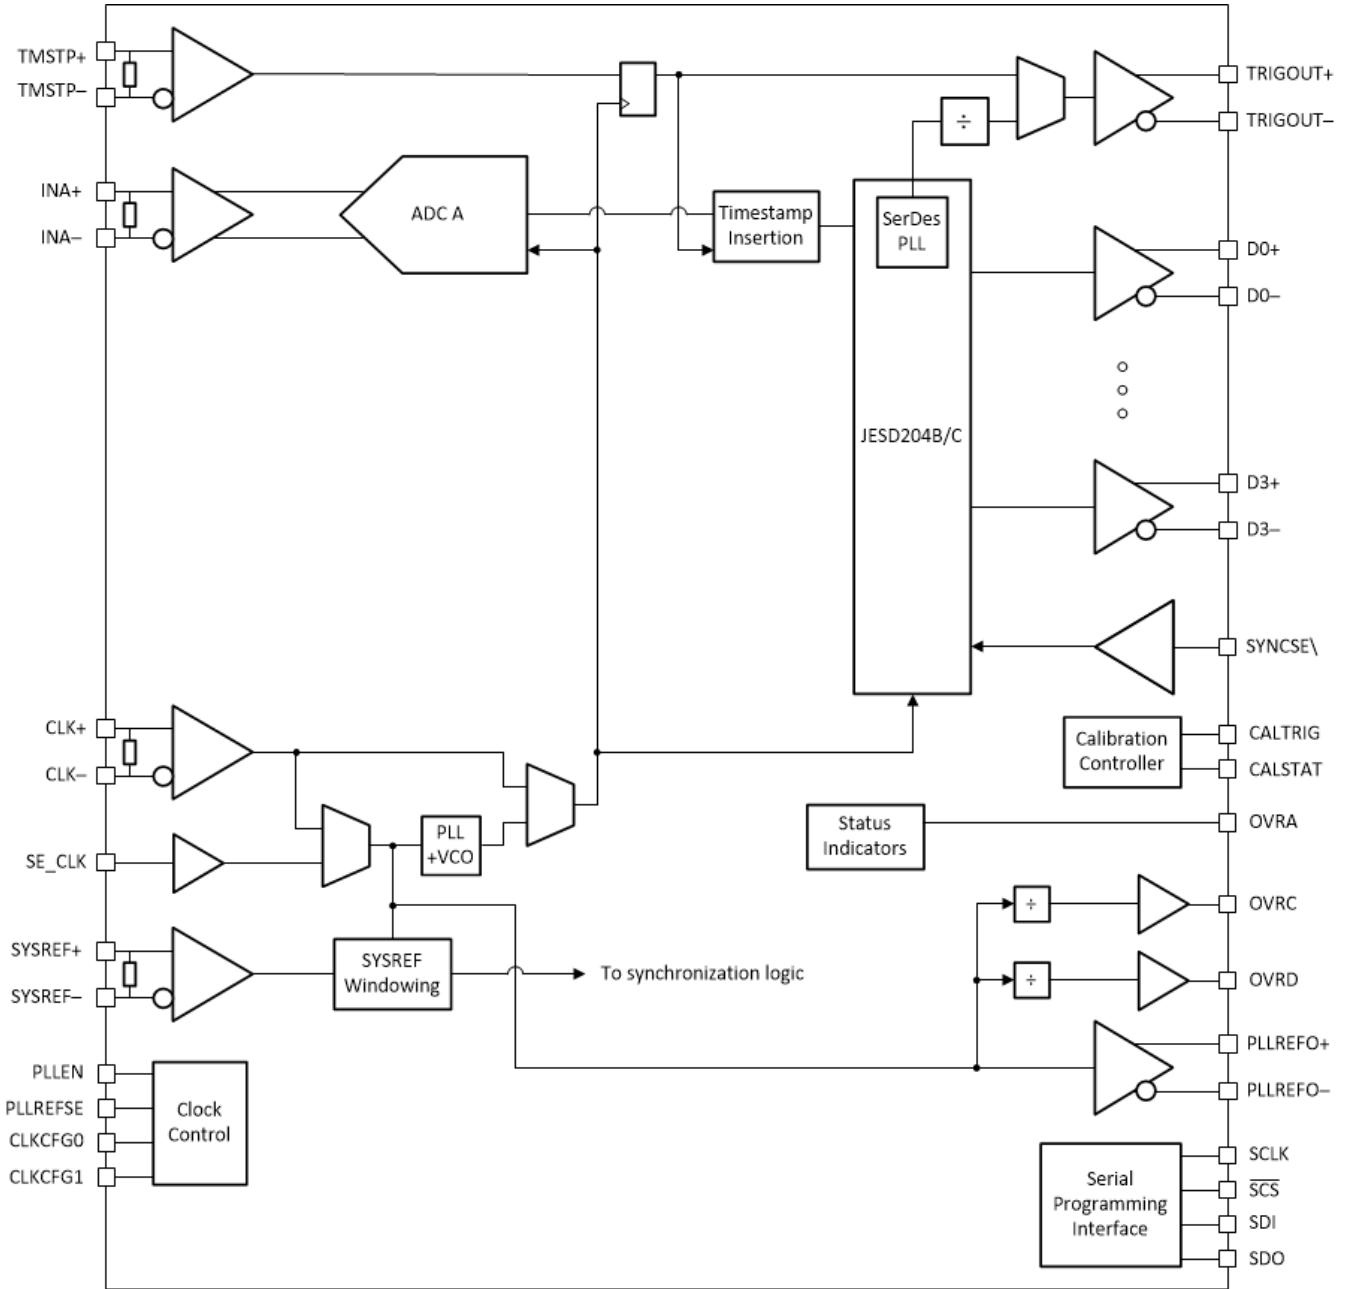 TMSTP+
TMSTP–
TRIGOUT+
TRIGOUT–
÷
INA+
INA–
ADC A
Timestamp
Insertion
SerDes
PLL
D0+
D0–
JESD204B/C
D3+
D3–
SYNCSE\
CLK+
CLK–
Calibration
Controller
CALTRIG
CALSTAT
SE_CLK
PLL
+VCO
Status
Indicators
OVRA
÷
OVRC
SYSREF+
SYSREF–
SYSREF
Windowing
To synchronization logic
÷
OVRD
PLLREFO+
PLLREFO–
PLLEN
PLLREFSE
CLKCFG0
CLKCFG1
Clock
Control
Serial
Programming
Interface
SCLK
SCS
SDI
SDO